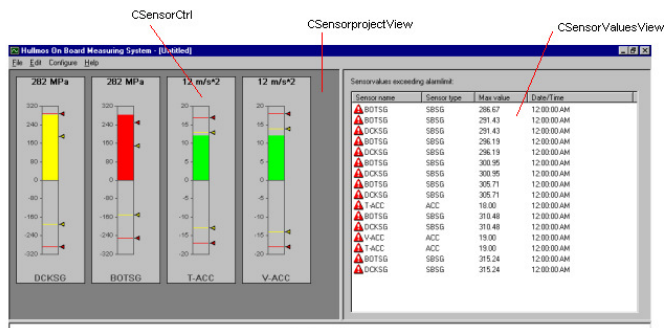 CSensorCtrl
CSensorprojectView
CSensorValuesView
Hullmos On Board Measuring System - [Untitled]
File Edit Configure Help
282 MPa 282 MPa 12 m/s^2 12 m/s^2
320 320 20 20
240 240 15 15
160 160 10 10
80 80 5 5
0 0 0 0
-80 -80 -5 -5
-160 -160 -10 -10
-240 -240 -15 -15
-320 -320 -20 -20
DCKSG BOTSG T-ACC V-ACC
Sensorvalues exceeding alarmlimit:
Sensor name Sensor type Max value Date/Time
BOTSG SBSG 286.67 12:00:00 AM
BOTSG SBSG 291.43 12:00:00 AM
DCKSG SBSG 291.43 12:00:00 AM
BOTSG SBSG 296.19 12:00:00 AM
DCKSG SBSG 296.19 12:00:00 AM
BOTSG SBSG 300.95 12:00:00 AM
DCKSG SBSG 300.95 12:00:00 AM
BOTSG SBSG 305.71 12:00:00 AM
DCKSG SBSG 305.71 12:00:00 AM
T-ACC ACC 18.00 12:00:00 AM
BOTSG SBSG 310.48 12:00:00 AM
DCKSG SBSG 310.48 12:00:00 AM
V-ACC ACC 19.00 12:00:00 AM
T-ACC ACC 19.00 12:00:00 AM
BOTSG SBSG 315.24 12:00:00 AM
DCKSG SBSG 315.24 12:00:00 AM